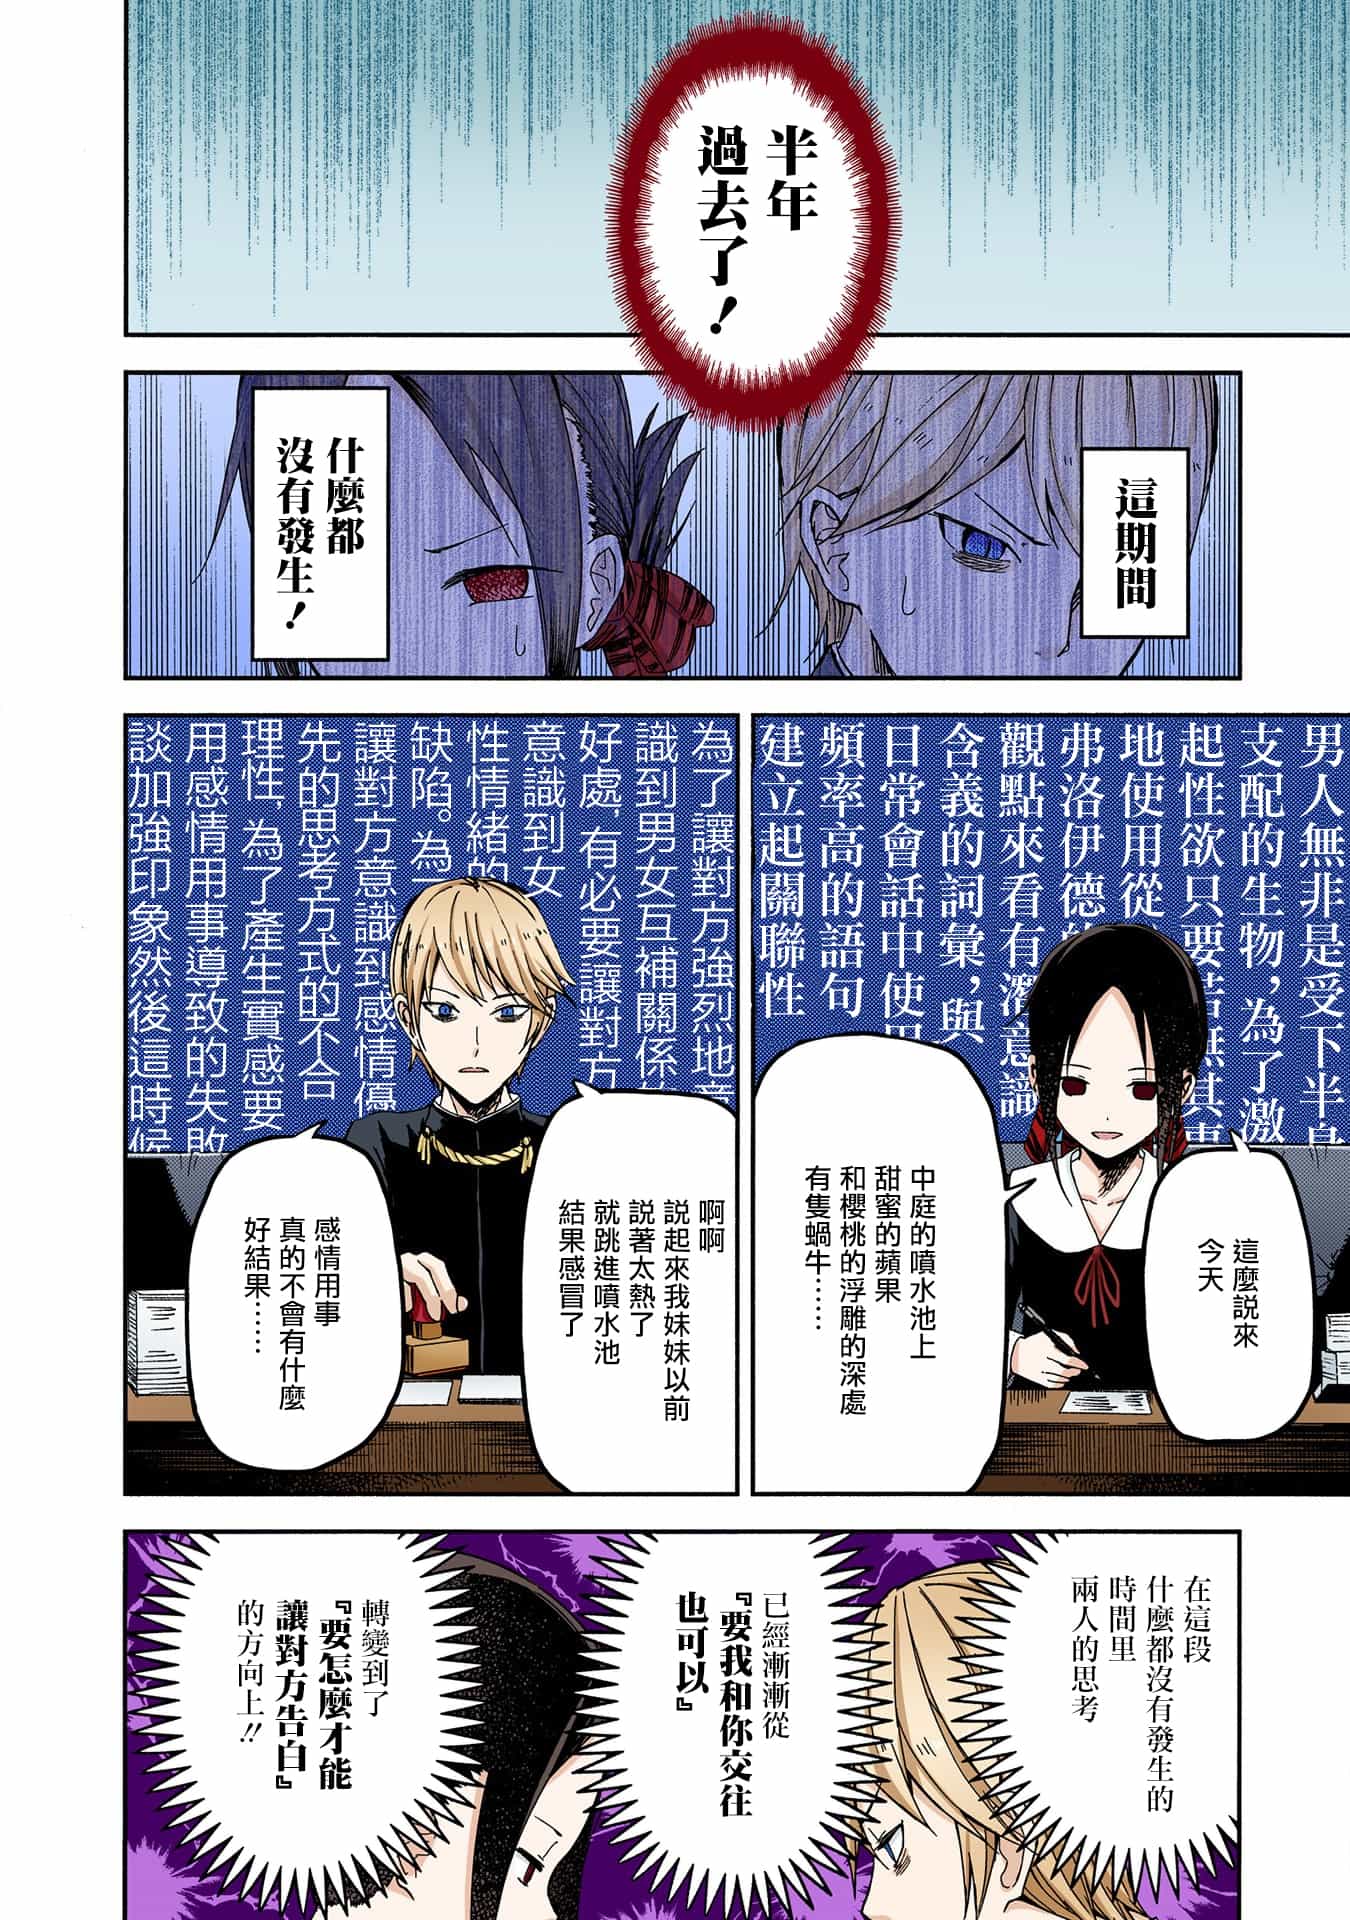 半年
過去了！
這期間
什麼都
沒有發生！
男人無非是受下半身
支配的生物，為了激
起性欲只要若無其事
地使用從
弗洛伊德的
觀點來看有潛意識
含義的詞彙，與
日常會話中使用
頻率高的語句
建立起關聯性
這麼說來
今天
中庭的噴水池上
甜蜜的蘋果
和櫻桃的浮雕的深處
有隻蝸牛……
為了讓對方強烈地意
識到男女互補關係的
好處，有必要讓對方
意識到女
性情緒的
缺陷。為
讓對方意識到感情優
先的思考方式的不合
理性，為了產生實感要
用感情用事導致的失敗
談加強印象然後這時候
啊啊
說起來我妹妹以前
說著太熱了
就跳進噴水池
結果感冒了
感情用事
真的不會有什麼
好結果……
在這段
什麼都沒有發生的
時間里
兩人的思考
已經漸漸從
『要我和你交往
也可以』
轉變到了
『要怎麼才能
讓對方告白』
的方向上！！